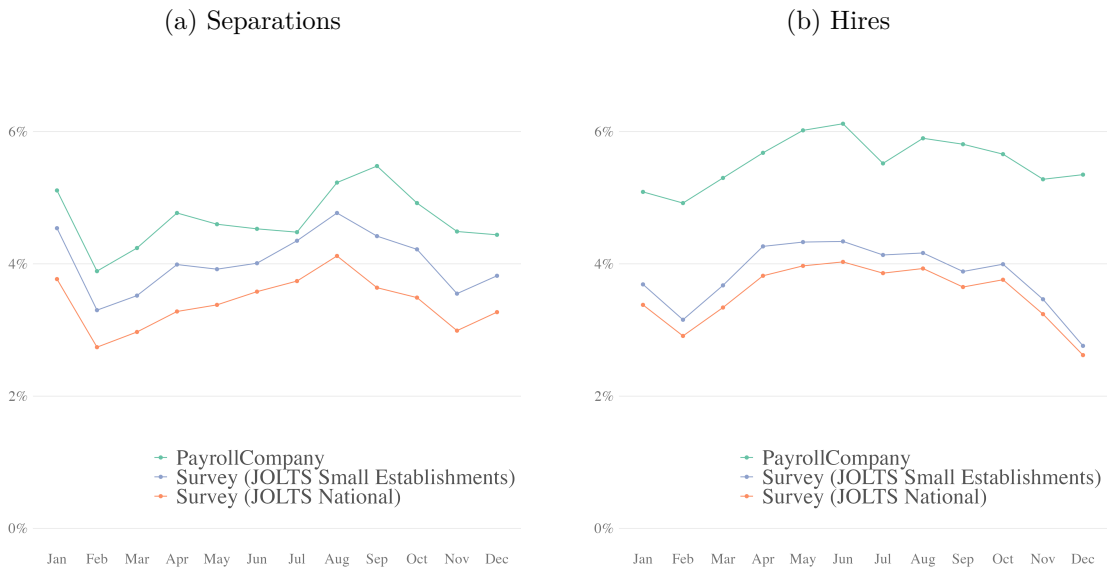 (a) Separations
6%
4%
2%
PayrollCompany
Survey (JOLTS Small Establishments)
Survey (JOLTS National)
0%
Jan Feb Mar Apr May Jun Jul Aug Sep Oct Nov Dec
(b) Hires
6%
4%
2%
PayrollCompany
Survey (JOLTS Small Establishments)
Survey (JOLTS National)
0%
Jan Feb Mar Apr May Jun Jul Aug Sep Oct Nov Dec